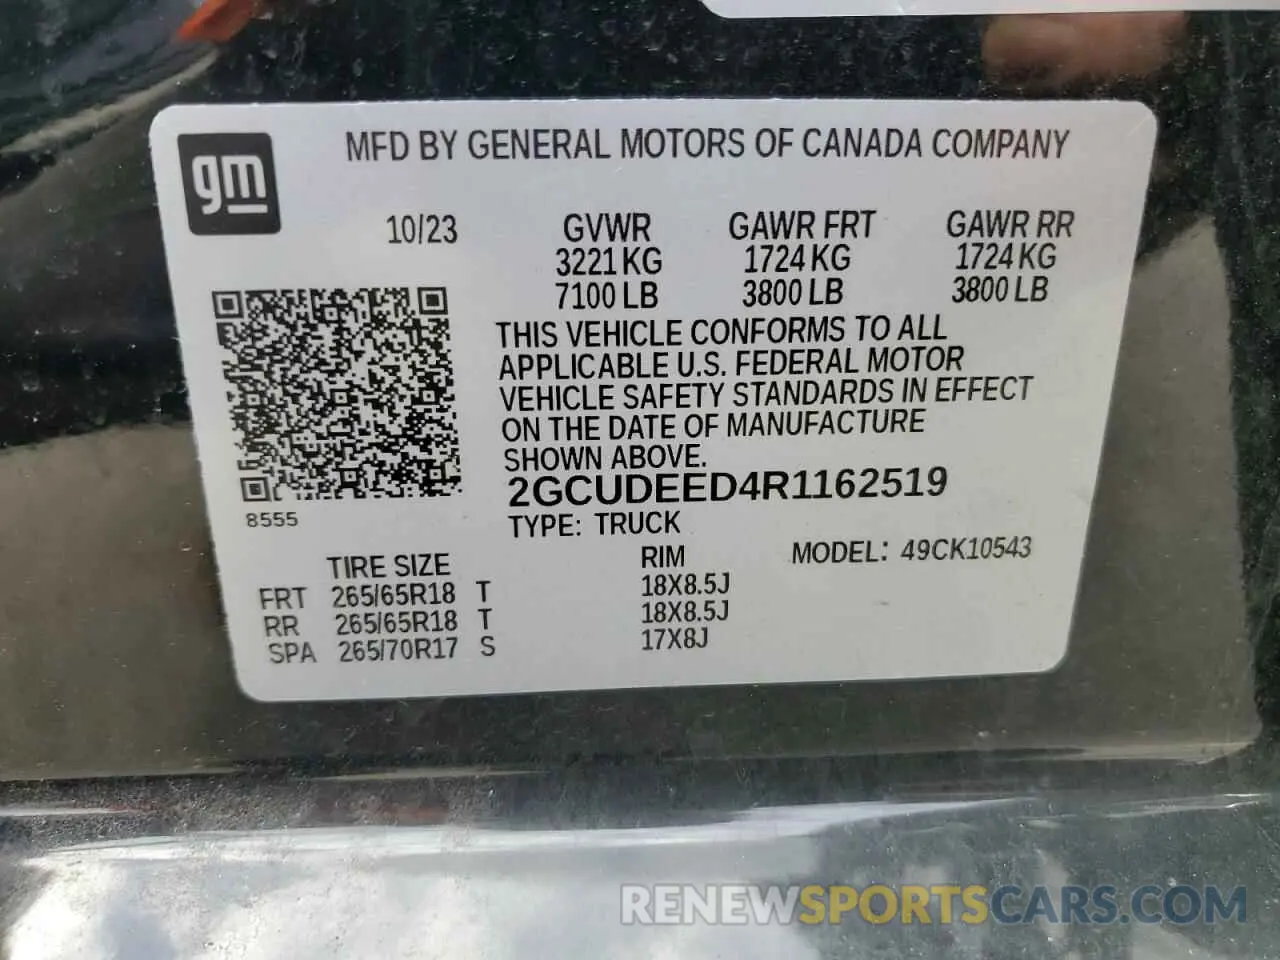 gm
MFD BY GENERAL MOTORS OF CANADA COMPANY
10/23 GVWR GAWR FRT GAWR RR
3221 KG 1724 KG 1724 KG
7100 LB 3800 LB 3800 LB
THIS VEHICLE CONFORMS TO ALL
APPLICABLE U.S. FEDERAL MOTOR
VEHICLE SAFETY STANDARDS IN EFFECT
ON THE DATE OF MANUFACTURE
SHOWN ABOVE.
2GCUDEED4R1162519
8555
TYPE: TRUCK
TIRE SIZE RIM MODEL: 49CK10543
FRT 265/65R18 T 18X8.5J
RR 265/65R18 T 18X8.5J
SPA 265/70R17 S 17X8J
RENEWSPORTSCARS.COM